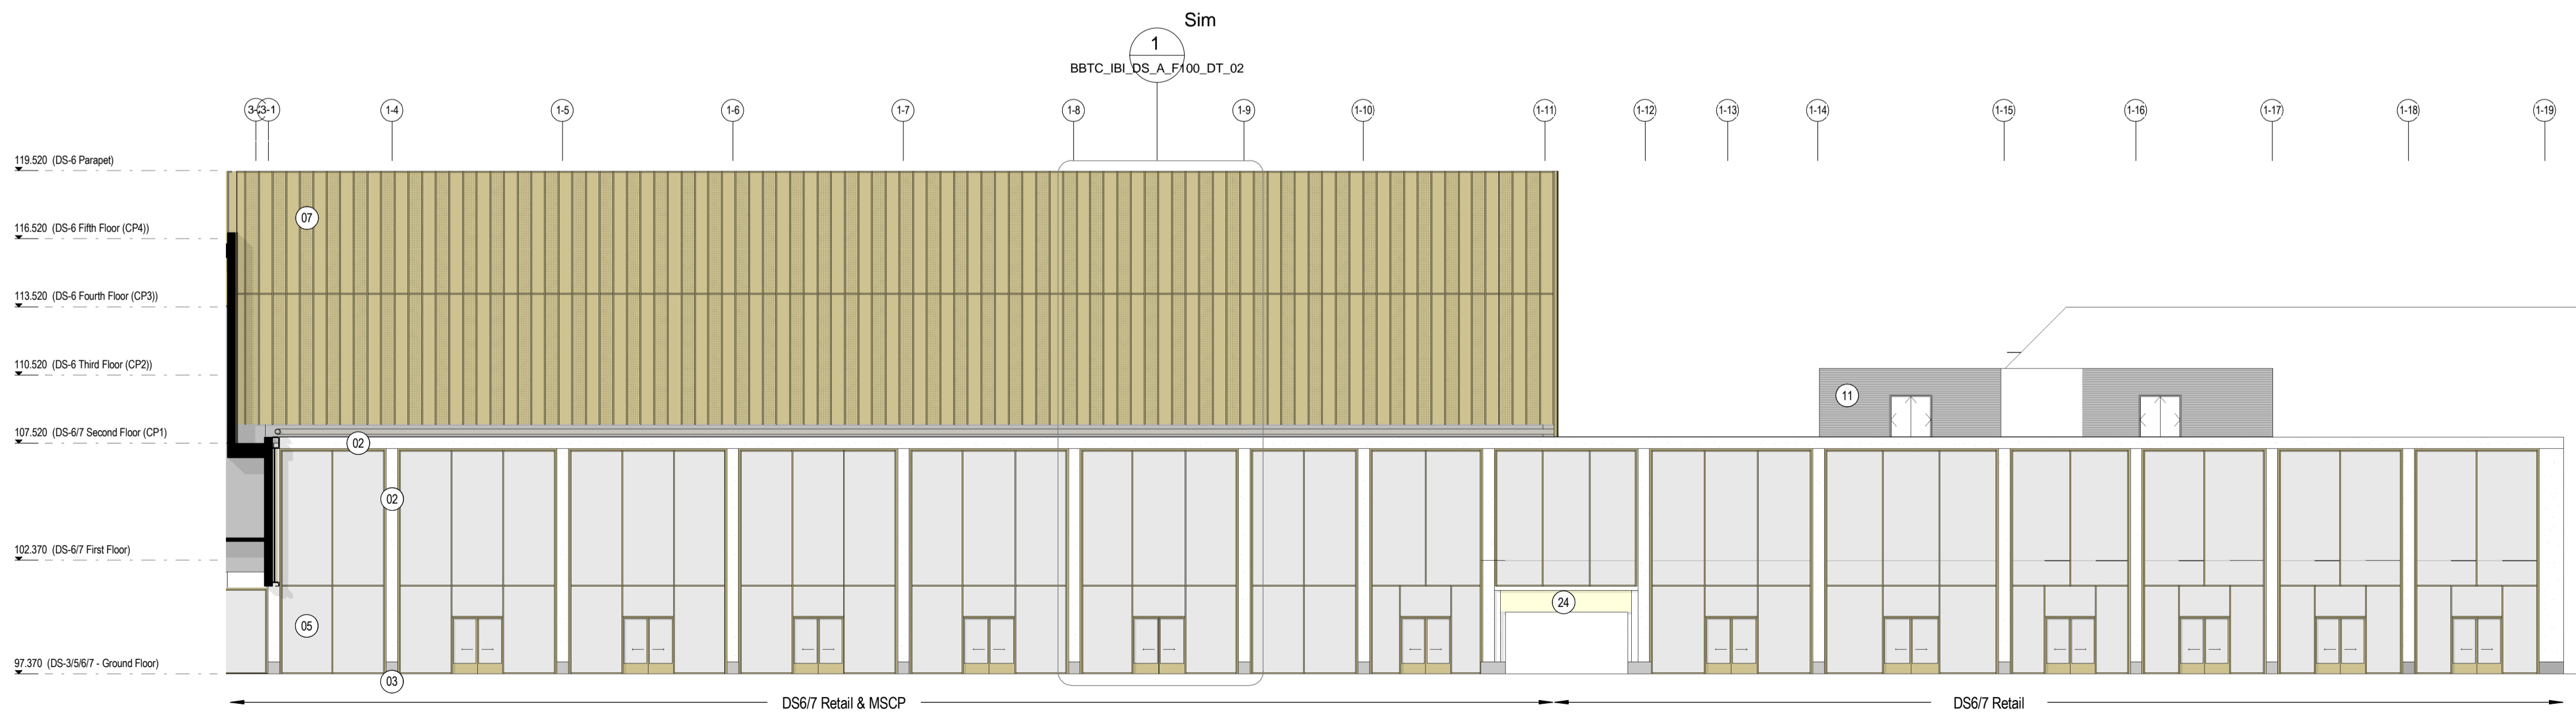 Sim
1
BBTC_IBI_DS_A_F100_DT_02
3-1
1-4
1-5
1-6
1-7
1-8
1-9
1-10
1-11
1-12
1-13
1-14
1-15
1-16
1-17
1-18
1-19
119.520 (DS-6 Parapet)
07
116.520 (DS-6 Fifth Floor (CP4))
113.520 (DS-6 Fourth Floor (CP3))
110.520 (DS-6 Third Floor (CP2))
11
107.520 (DS-6/7 Second Floor (CP1)
02
02
102.370 (DS-6/7 First Floor)
24
05
97.370 (DS-3/5/6/7 - Ground Floor)
03
DS6/7 Retail & MSCP
DS6/7 Retail